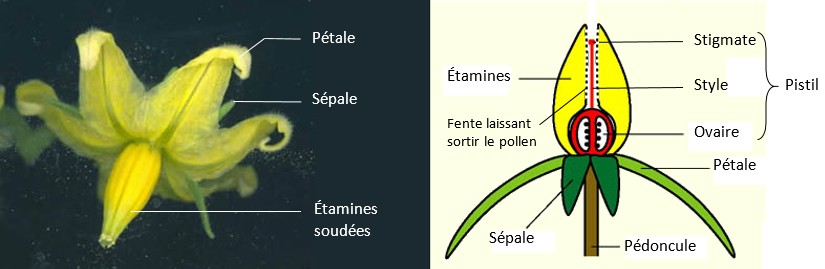 Pétale
Sépale
Étamines
soudées
Stigmate
Étamines
Style
Pistil
Fente laissant
sortir le pollen
Ovaire
Pétale
Sépale
Pédoncule